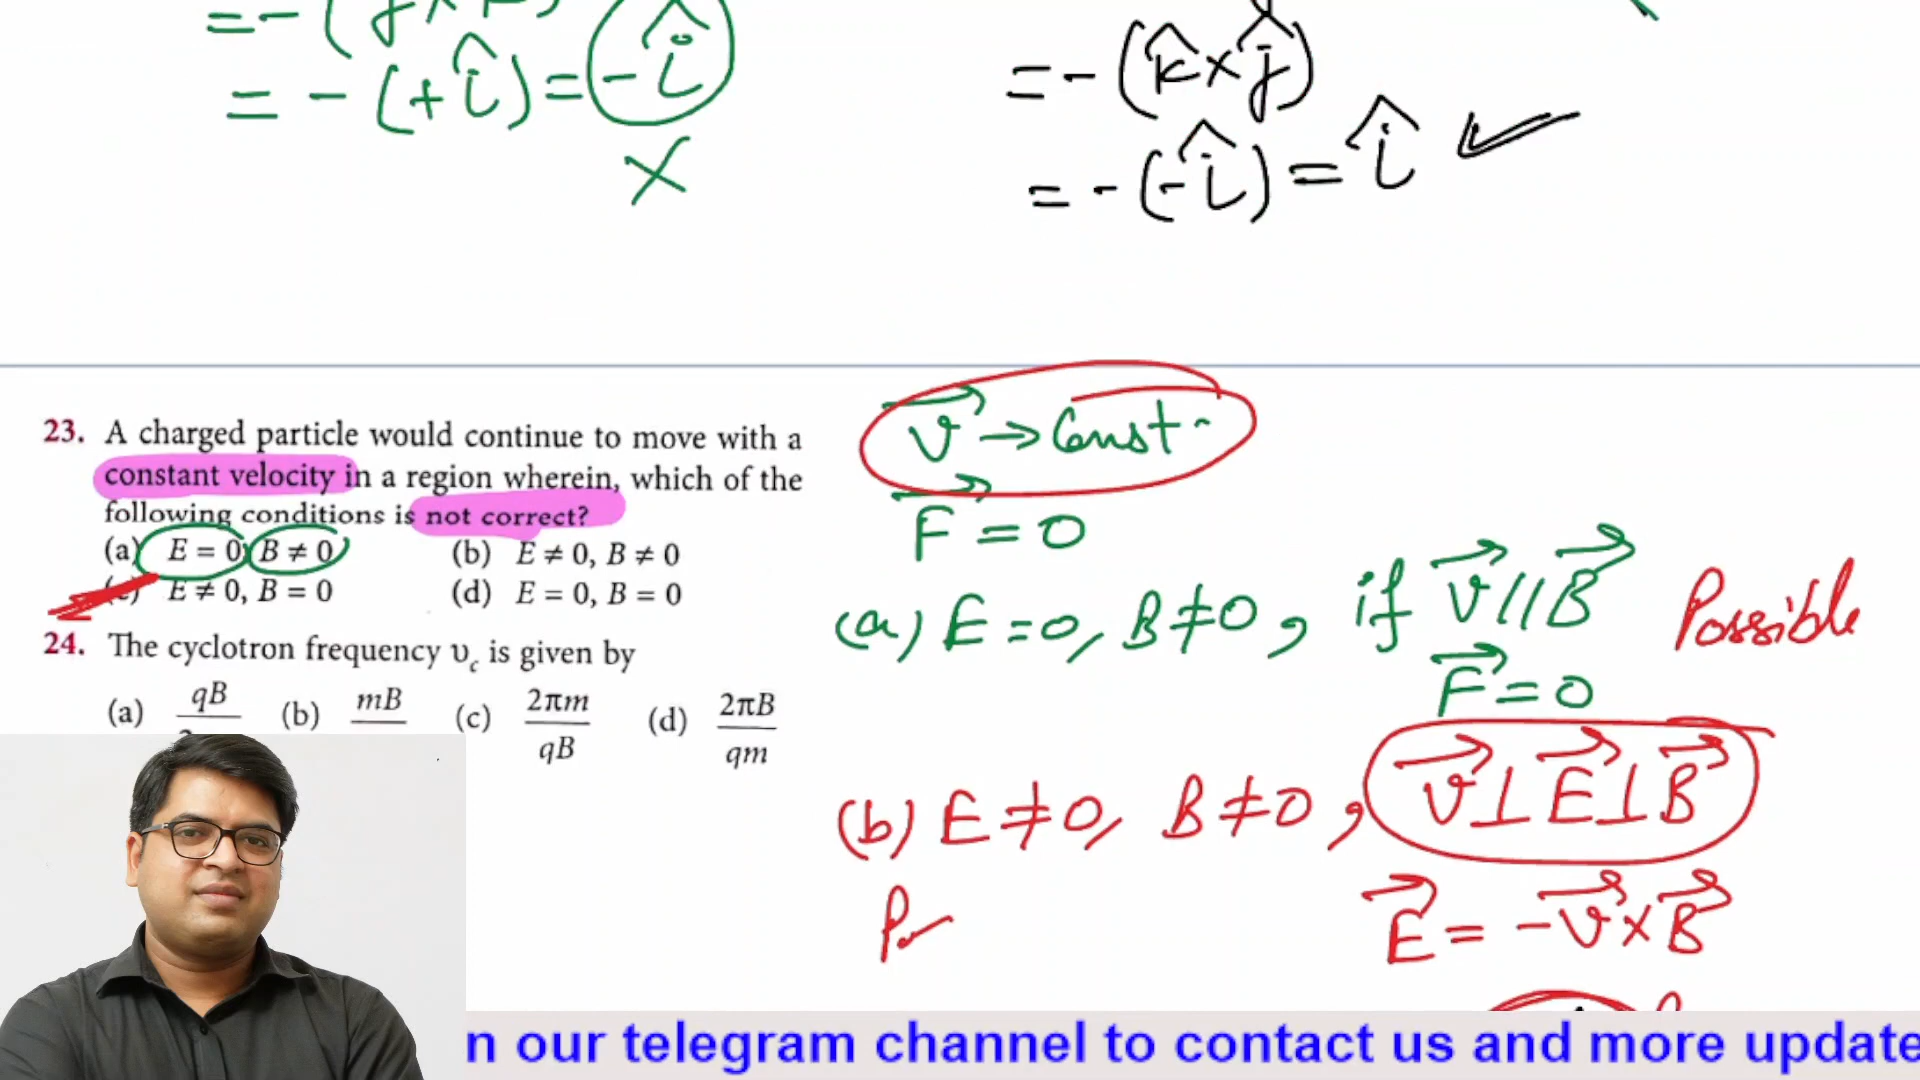 = - (+î) = -î
= - (k̂ × ĵ)
= - (-î) = î
23. A charged particle would continue to move with a
constant velocity in a region wherein, which of the
following conditions is not correct?
(a) E = 0, B ≠ 0 (b) E ≠ 0, B ≠ 0
(c) E ≠ 0, B = 0 (d) E = 0, B = 0
24. The cyclotron frequency υc is given by
(a) qB (b) mB (c) 2πm/qB (d) 2πB/qm
v⃗ → Const.
F⃗ = 0
(a) E = 0, B ≠ 0, if v⃗ // B⃗ Possible
F⃗ = 0
(b) E ≠ 0, B ≠ 0, v⃗ ⊥ E⃗ ⊥ B⃗
E⃗ = -v⃗ × B⃗
n our telegram channel to contact us and more update